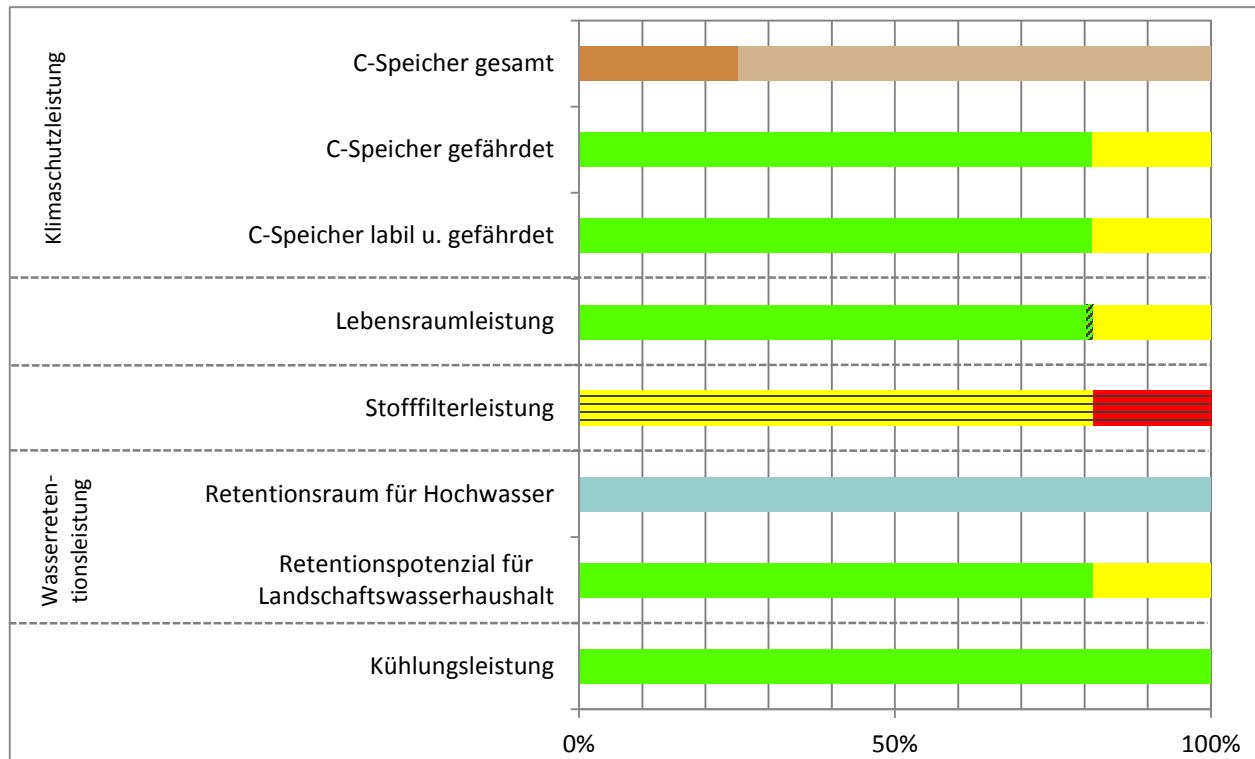 Klimaschutzleistung
C-Speicher gesamt
C-Speicher gefährdet
C-Speicher labil u. gefährdet
Lebensraumleistung
Stofffilterleistung
Wasserreten-
tionsleistung
Retentionsraum für Hochwasser
Retentionspotenzial für
Landschaftswasserhaushalt
Kühlungsleistung
0%
50%
100%